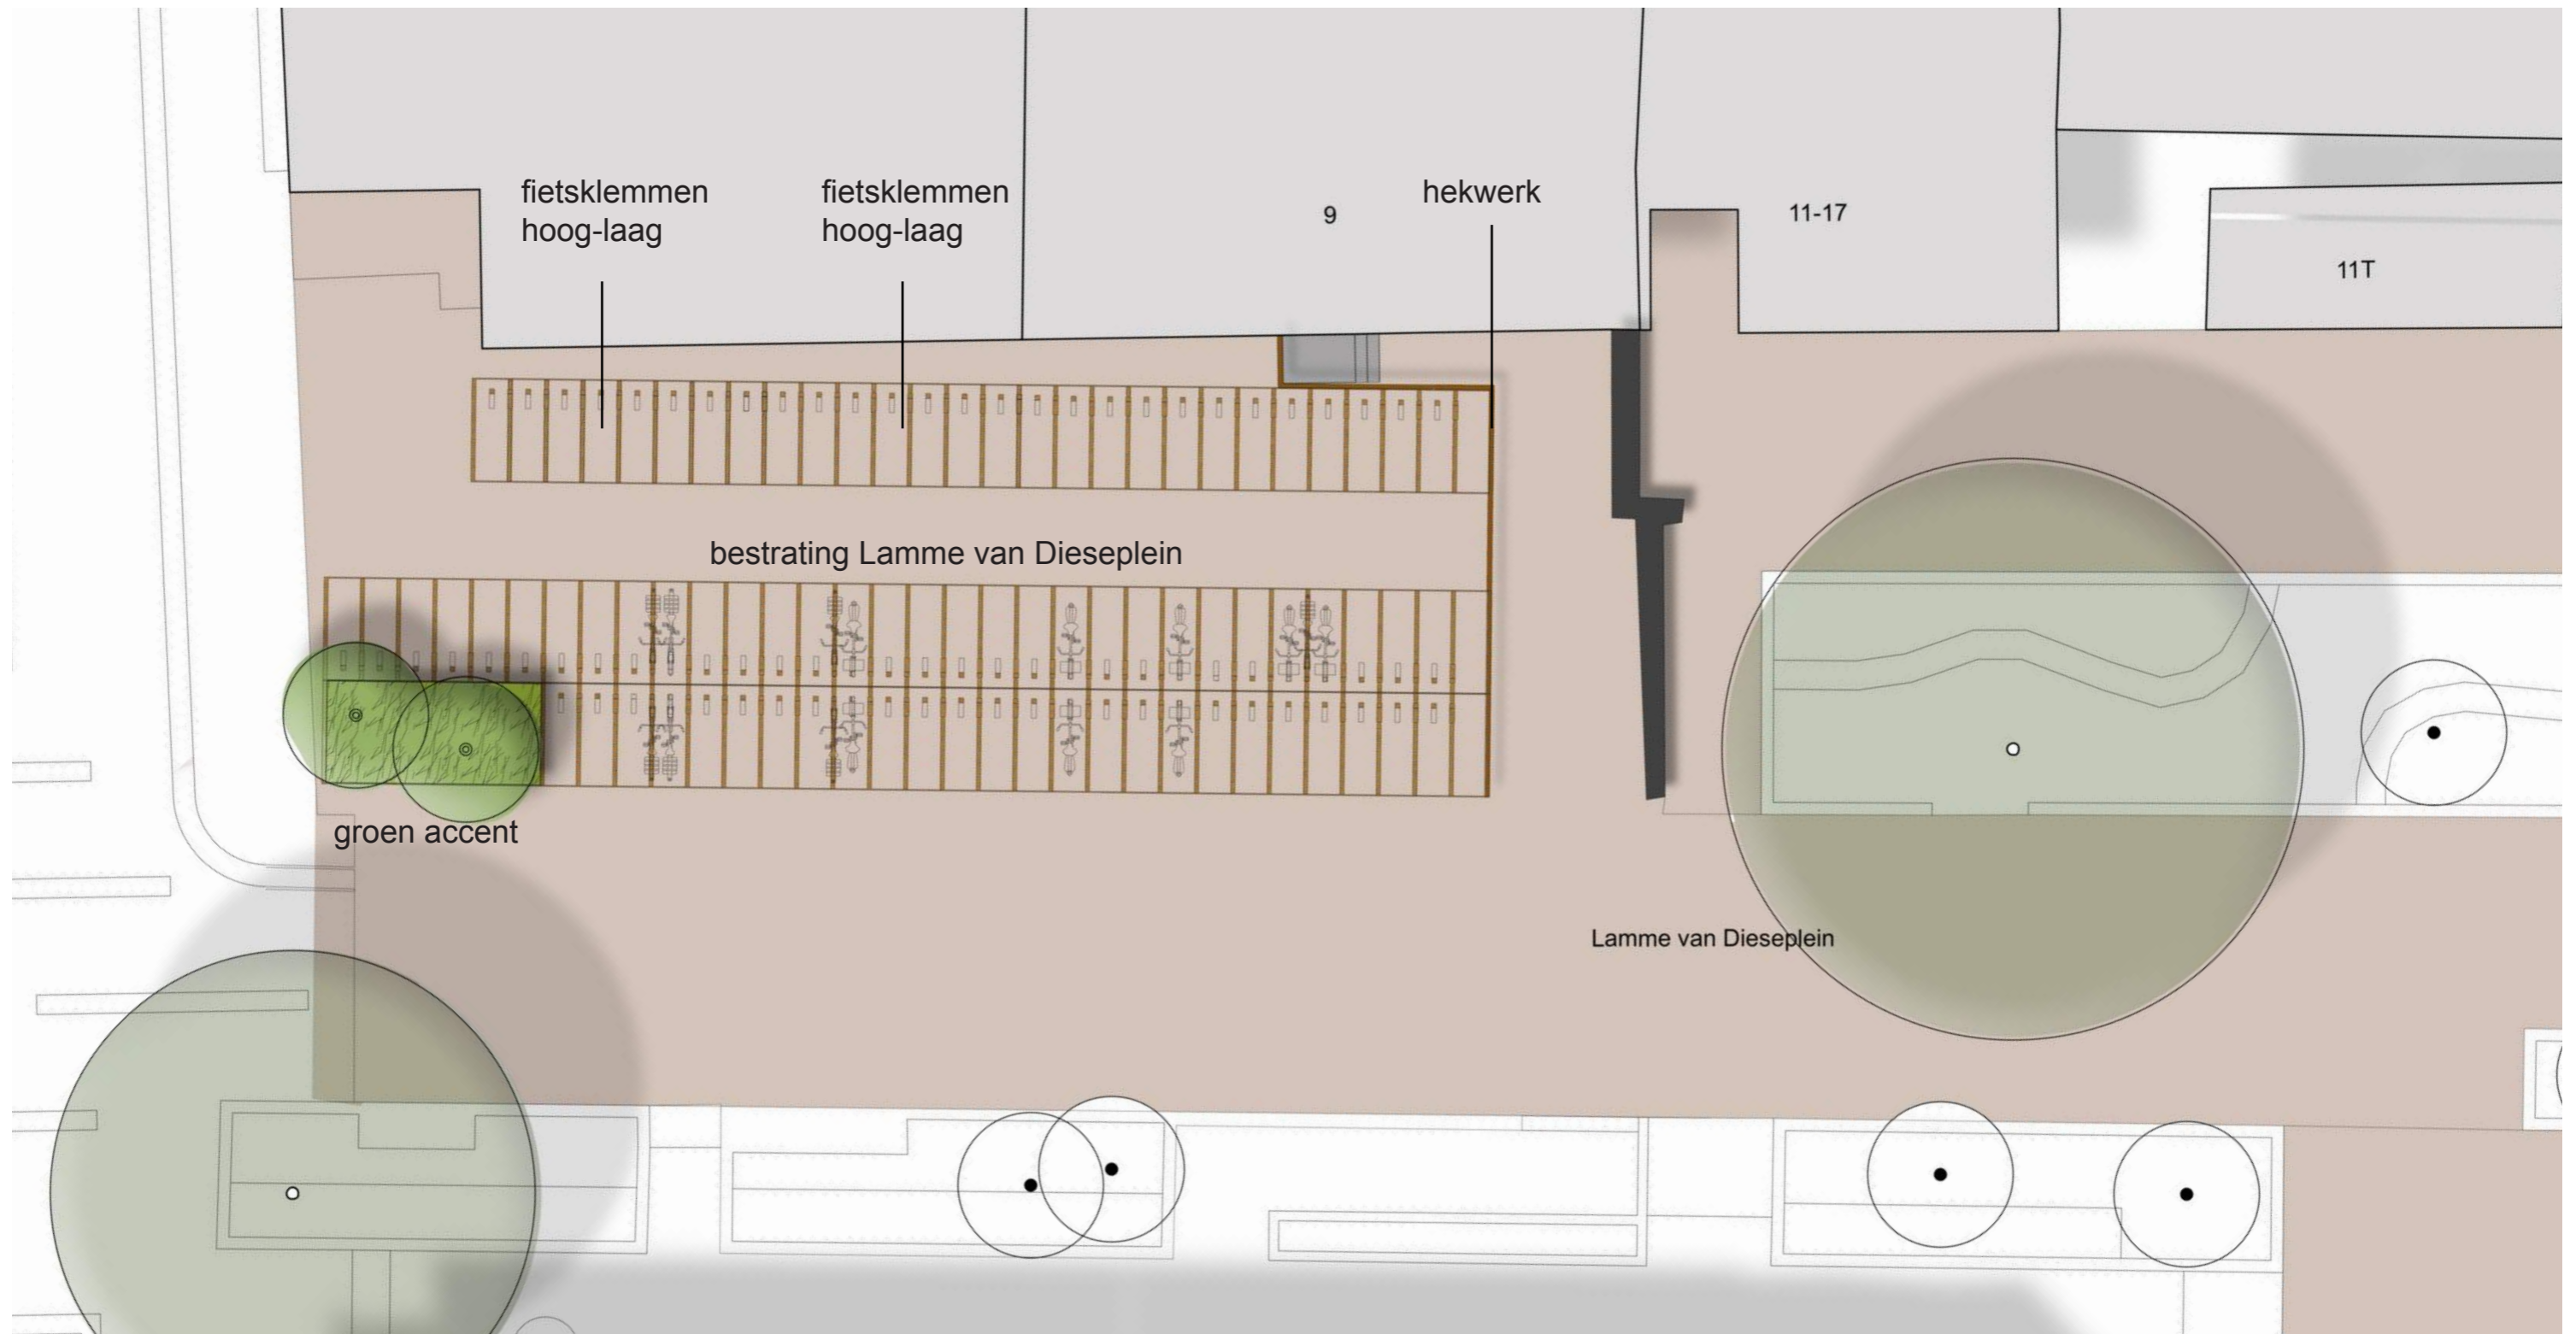 fietsklemmen
hoog-laag
fietsklemmen
hoog-laag
hekwerk
9
11-17
11T
bestrating Lamme van Dieseplein
groen accent
Lamme van Dieseplein